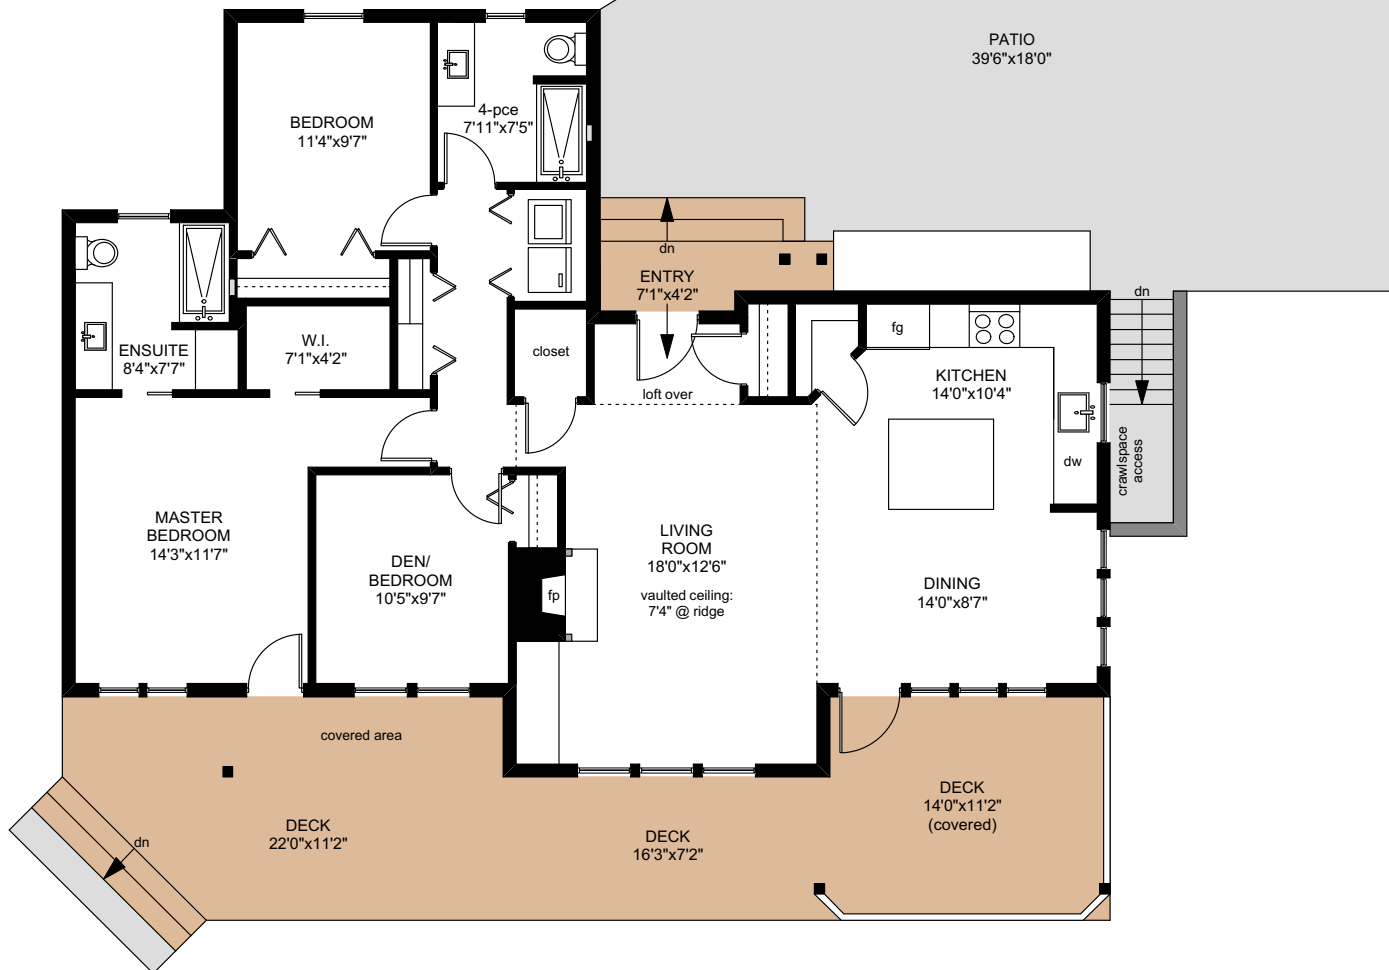 PATIO
39'6"x18'0"
BEDROOM
11'4"x9'7"
4-pce
7'11"x7'5"
dn
ENTRY
7'1"x4'2"
dn
ENSUITE
8'4"x7'7"
W.I.
7'1"x4'2"
closet
loft over
fg
KITCHEN
14'0"x10'4"
dw
crawlspace
access
MASTER
BEDROOM
14'3"x11'7"
DEN/
BEDROOM
10'5"x9'7"
fp
LIVING
ROOM
18'0"x12'6"
vaulted ceiling:
7'4" @ ridge
DINING
14'0"x8'7"
covered area
DECK
22'0"x11'2"
dn
DECK
16'3"x7'2"
DECK
14'0"x11'2"
(covered)